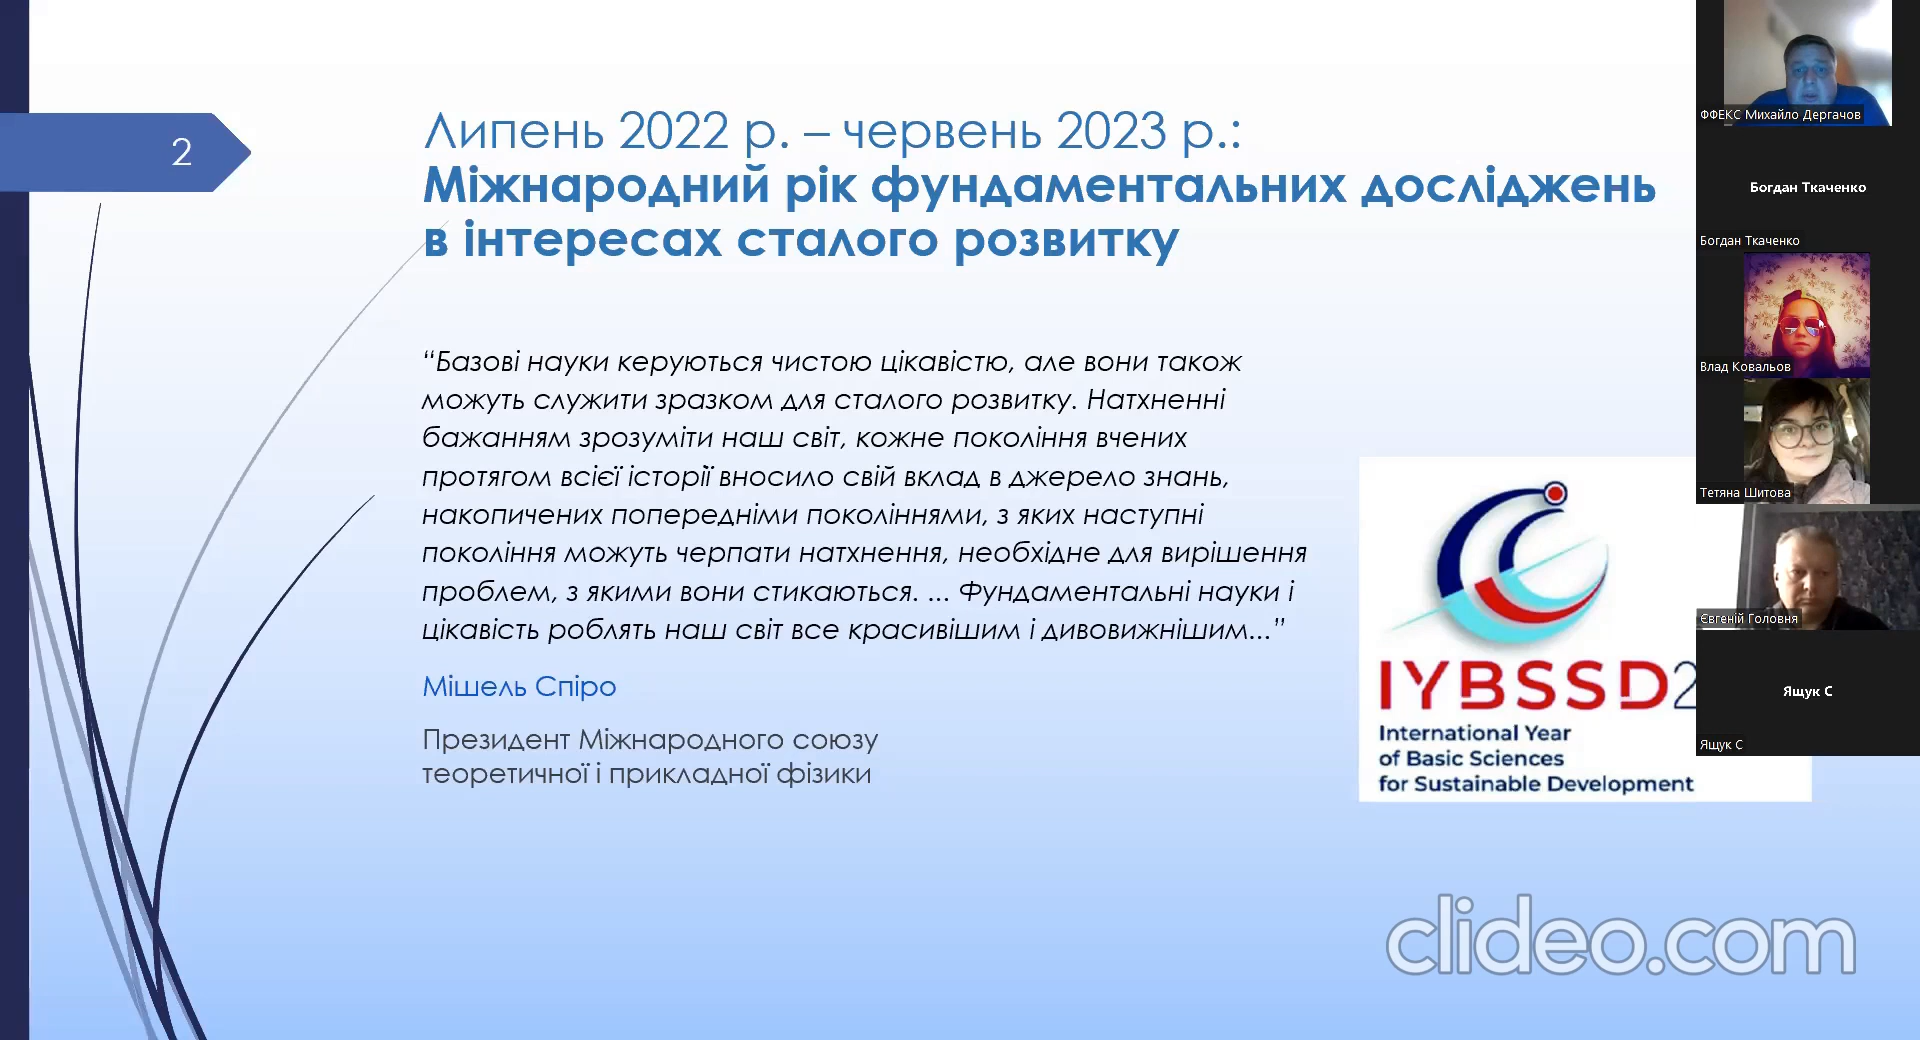 2
Липень 2022 р. – червень 2023 р.:
Міжнародний рік фундаментальних досліджень
в інтересах сталого розвитку
“Базові науки керуються чистою цікавістю, але вони також
можуть служити зразком для сталого розвитку. Натхненні
бажанням зрозуміти наш світ, кожне покоління вчених
протягом всієї історії вносило свій вклад в джерело знань,
накопичених попередніми поколіннями, з яких наступні
покоління можуть черпати натхнення, необхідне для вирішення
проблем, з якими вони стикаються. ... Фундаментальні науки і
цікавість роблять наш світ все красивішим і дивовижнішим...”
Мішель Спіро
Президент Міжнародного союзу
теоретичної і прикладної фізики
IYBSSD2
International Year
of Basic Sciences
for Sustainable Development
ФФЕКС Михайло Дергачов
Богдан Ткаченко
Богдан Ткаченко
Влад Ковальов
Тетяна Шитова
Євгеній Головня
Ящук С
Ящук С
clideo.com